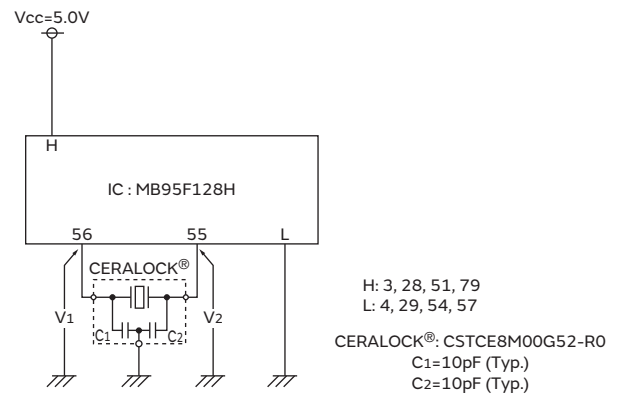 Vcc=5.0V
H
IC : MB95F128H
56 55 L
CERALOCK®
V1 C1 C2 V2
H: 3, 28, 51, 79
L: 4, 29, 54, 57
CERALOCK®: CSTCE8M00G52-R0
C1=10pF (Typ.)
C2=10pF (Typ.)